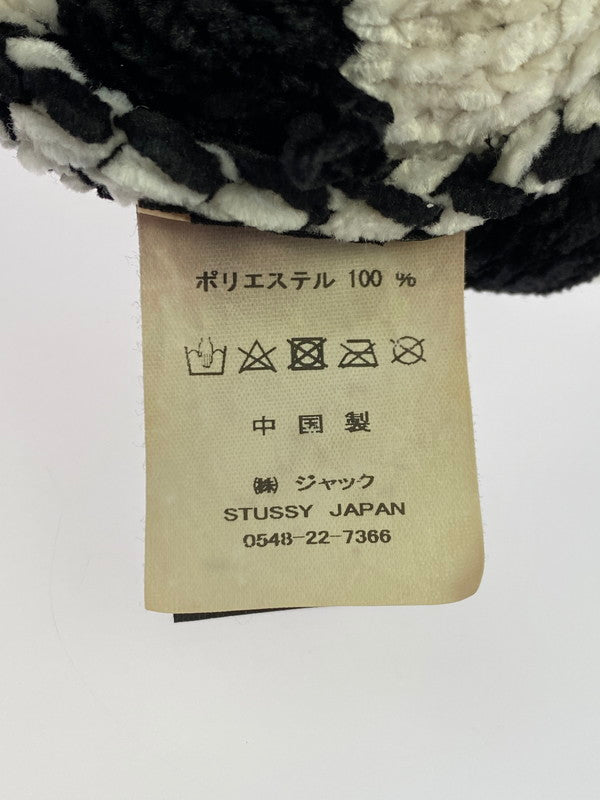 ポリエステル 100 %
中国製
㈱ ジャック
STUSSY JAPAN
0548-22-7366